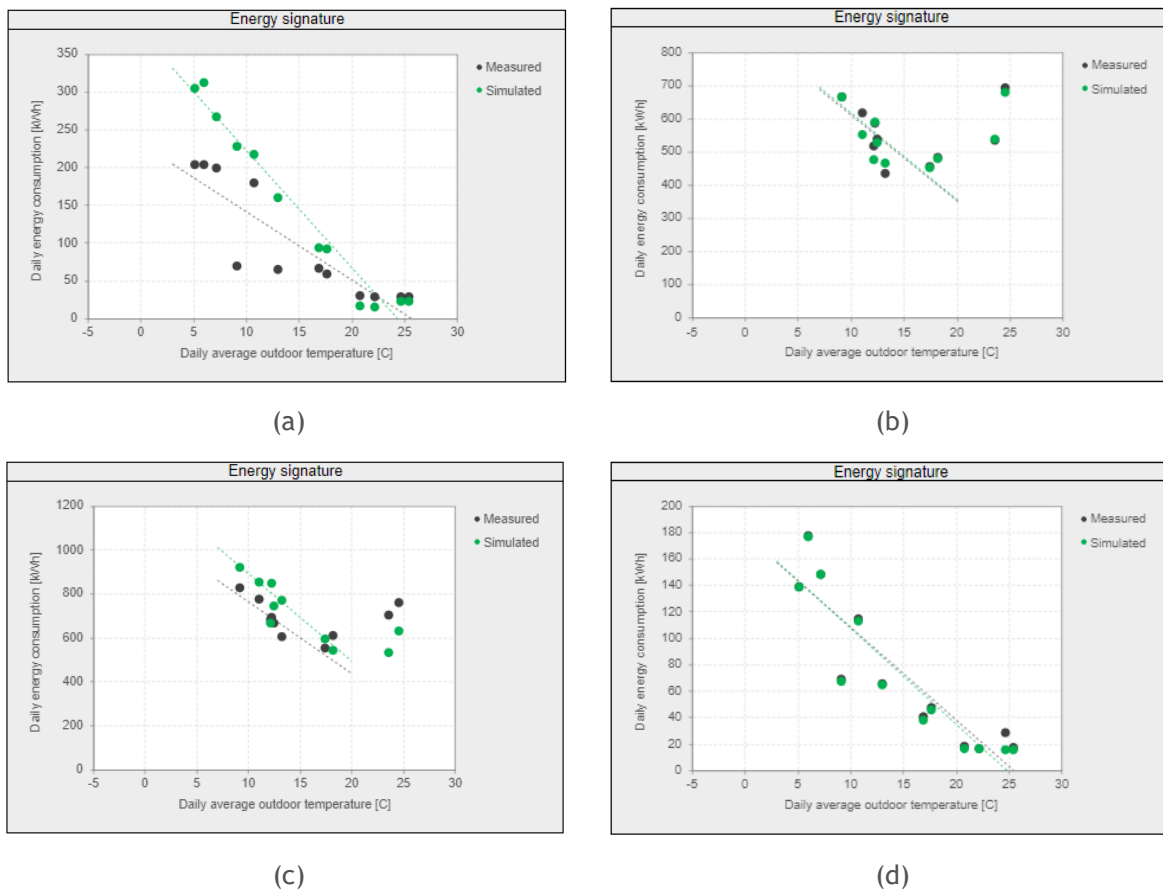 Energy signature
350
300
250
200
150
100
50
0
-5 0 5 10 15 20 25 30
Daily energy consumption [kWh]
Daily average outdoor temperature [C]
Measured
Simulated
(a)
Energy signature
800
700
600
500
400
300
200
100
0
-5 0 5 10 15 20 25 30
Daily energy consumption [kWh]
Daily average outdoor temperature [C]
Measured
Simulated
(b)
Energy signature
1200
1000
800
600
400
200
0
-5 0 5 10 15 20 25 30
Daily energy consumption [kWh]
Daily average outdoor temperature [C]
Measured
Simulated
(c)
Energy signature
200
180
160
140
120
100
80
60
40
20
0
-5 0 5 10 15 20 25 30
Daily energy consumption [kWh]
Daily average outdoor temperature [C]
Measured
Simulated
(d)